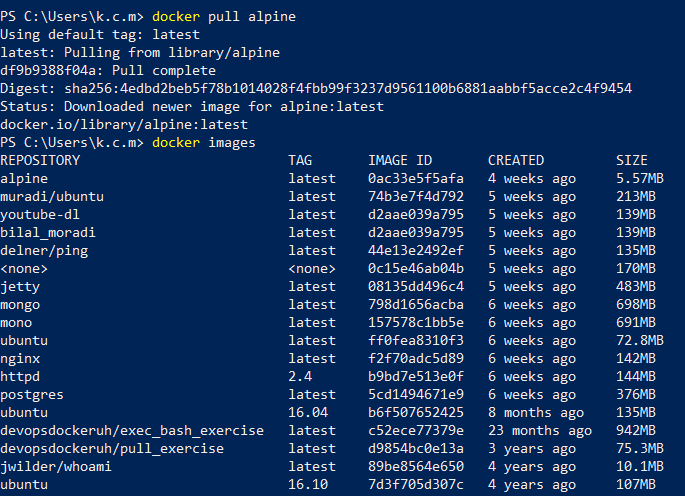 PS C:\Users\k.c.m> docker pull alpine
Using default tag: latest
latest: Pulling from library/alpine
df9b9388f04a: Pull complete
Digest: sha256:4edbd2beb5f78b1014028f4fbb99f3237d9561100b6881aabbf5acce2c4f9454
Status: Downloaded newer image for alpine:latest
docker.io/library/alpine:latest
PS C:\Users\k.c.m> docker images
REPOSITORY TAG IMAGE ID CREATED SIZE
alpine latest 0ac33e5f5afa 4 weeks ago 5.57MB
muradi/ubuntu latest 74b3e7f4d792 5 weeks ago 213MB
youtube-dl latest d2aae039a795 5 weeks ago 139MB
bilal_moradi latest d2aae039a795 5 weeks ago 139MB
delner/ping latest 44e13e2492ef 5 weeks ago 135MB
<none> <none> 0c15e46ab04b 5 weeks ago 170MB
jetty latest 08135dd496c4 5 weeks ago 483MB
mongo latest 798d1656acba 6 weeks ago 698MB
mono latest 157578c1bb5e 6 weeks ago 691MB
ubuntu latest ff0fea8310f3 6 weeks ago 72.8MB
nginx latest f2f70adc5d89 6 weeks ago 142MB
httpd 2.4 b9bd7e513e0f 6 weeks ago 144MB
postgres latest 5cd1494671e9 6 weeks ago 376MB
ubuntu 16.04 b6f507652425 8 months ago 135MB
devopsdockeruh/exec_bash_exercise latest c52ece77379e 23 months ago 942MB
devopsdockeruh/pull_exercise latest d9854bc0e13a 3 years ago 75.3MB
jwilder/whoami latest 89be8564e650 4 years ago 10.1MB
ubuntu 16.10 7d3f705d307c 4 years ago 107MB